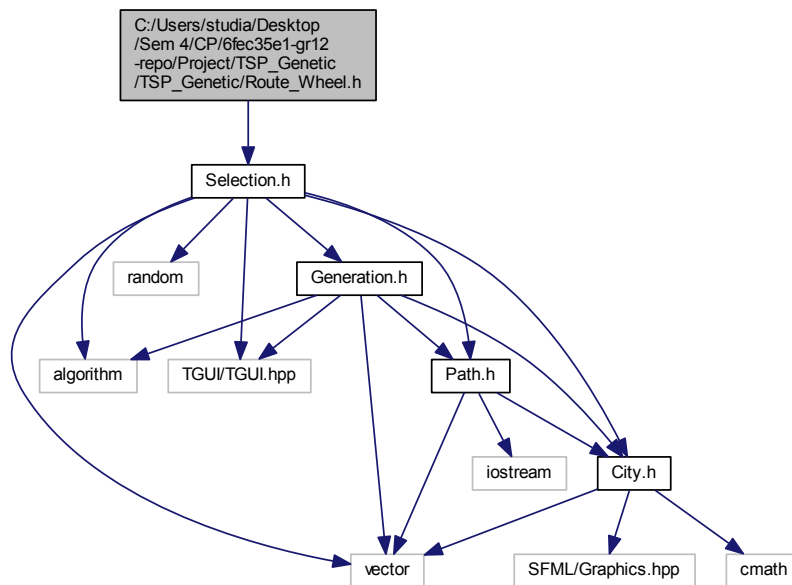 C:/Users/studia/Desktop
/Sem 4/CP/6fec35e1-gr12
-repo/Project/TSP_Genetic
/TSP_Genetic/Route_Wheel.h
Selection.h
random
Generation.h
algorithm
TGUI/TGUI.hpp
Path.h
iostream
City.h
vector
SFML/Graphics.hpp
cmath